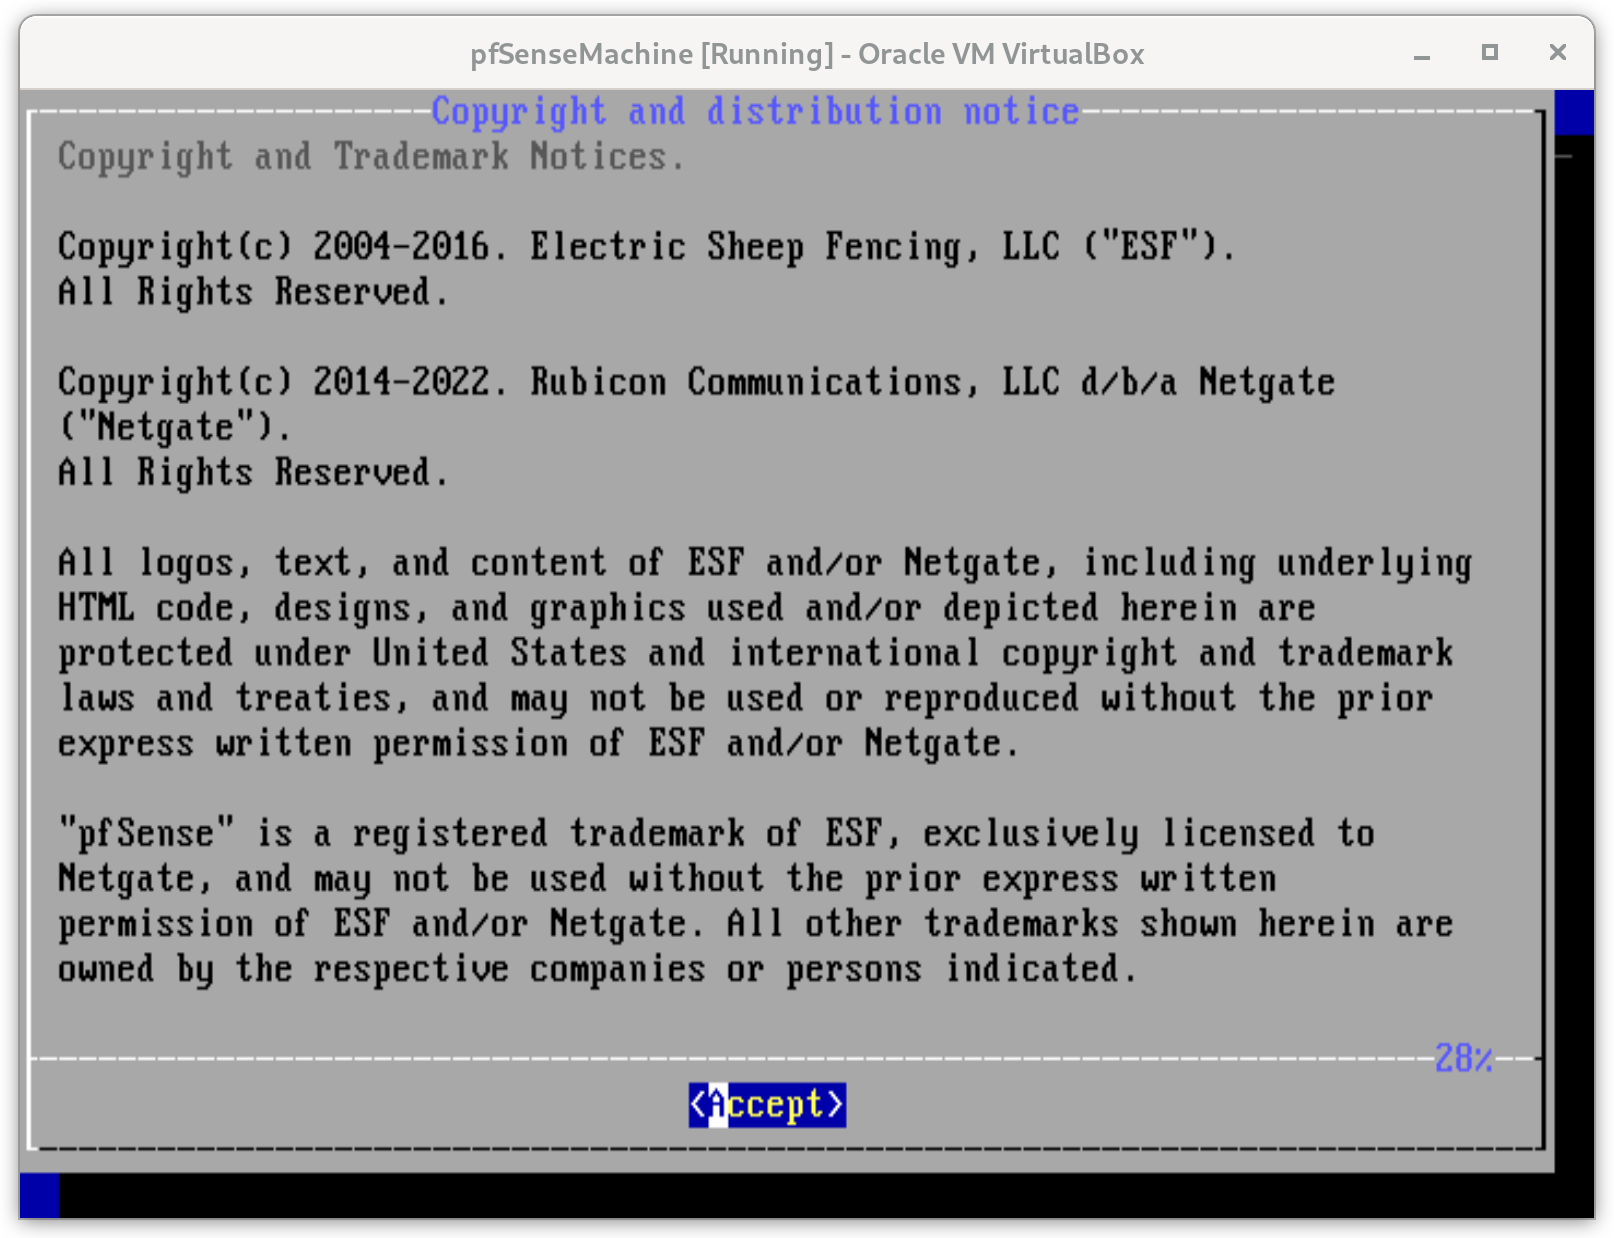 pfSenseMachine [Running] - Oracle VM VirtualBox
Copyright and distribution notice
Copyright and Trademark Notices.
Copyright(c) 2004-2016. Electric Sheep Fencing, LLC ("ESF").
All Rights Reserved.
Copyright(c) 2014-2022. Rubicon Communications, LLC d/b/a Netgate
("Netgate").
All Rights Reserved.
All logos, text, and content of ESF and/or Netgate, including underlying
HTML code, designs, and graphics used and/or depicted herein are
protected under United States and international copyright and trademark
laws and treaties, and may not be used or reproduced without the prior
express written permission of ESF and/or Netgate.
"pfSense" is a registered trademark of ESF, exclusively licensed to
Netgate, and may not be used without the prior express written
permission of ESF and/or Netgate. All other trademarks shown herein are
owned by the respective companies or persons indicated.
28%
<Accept>